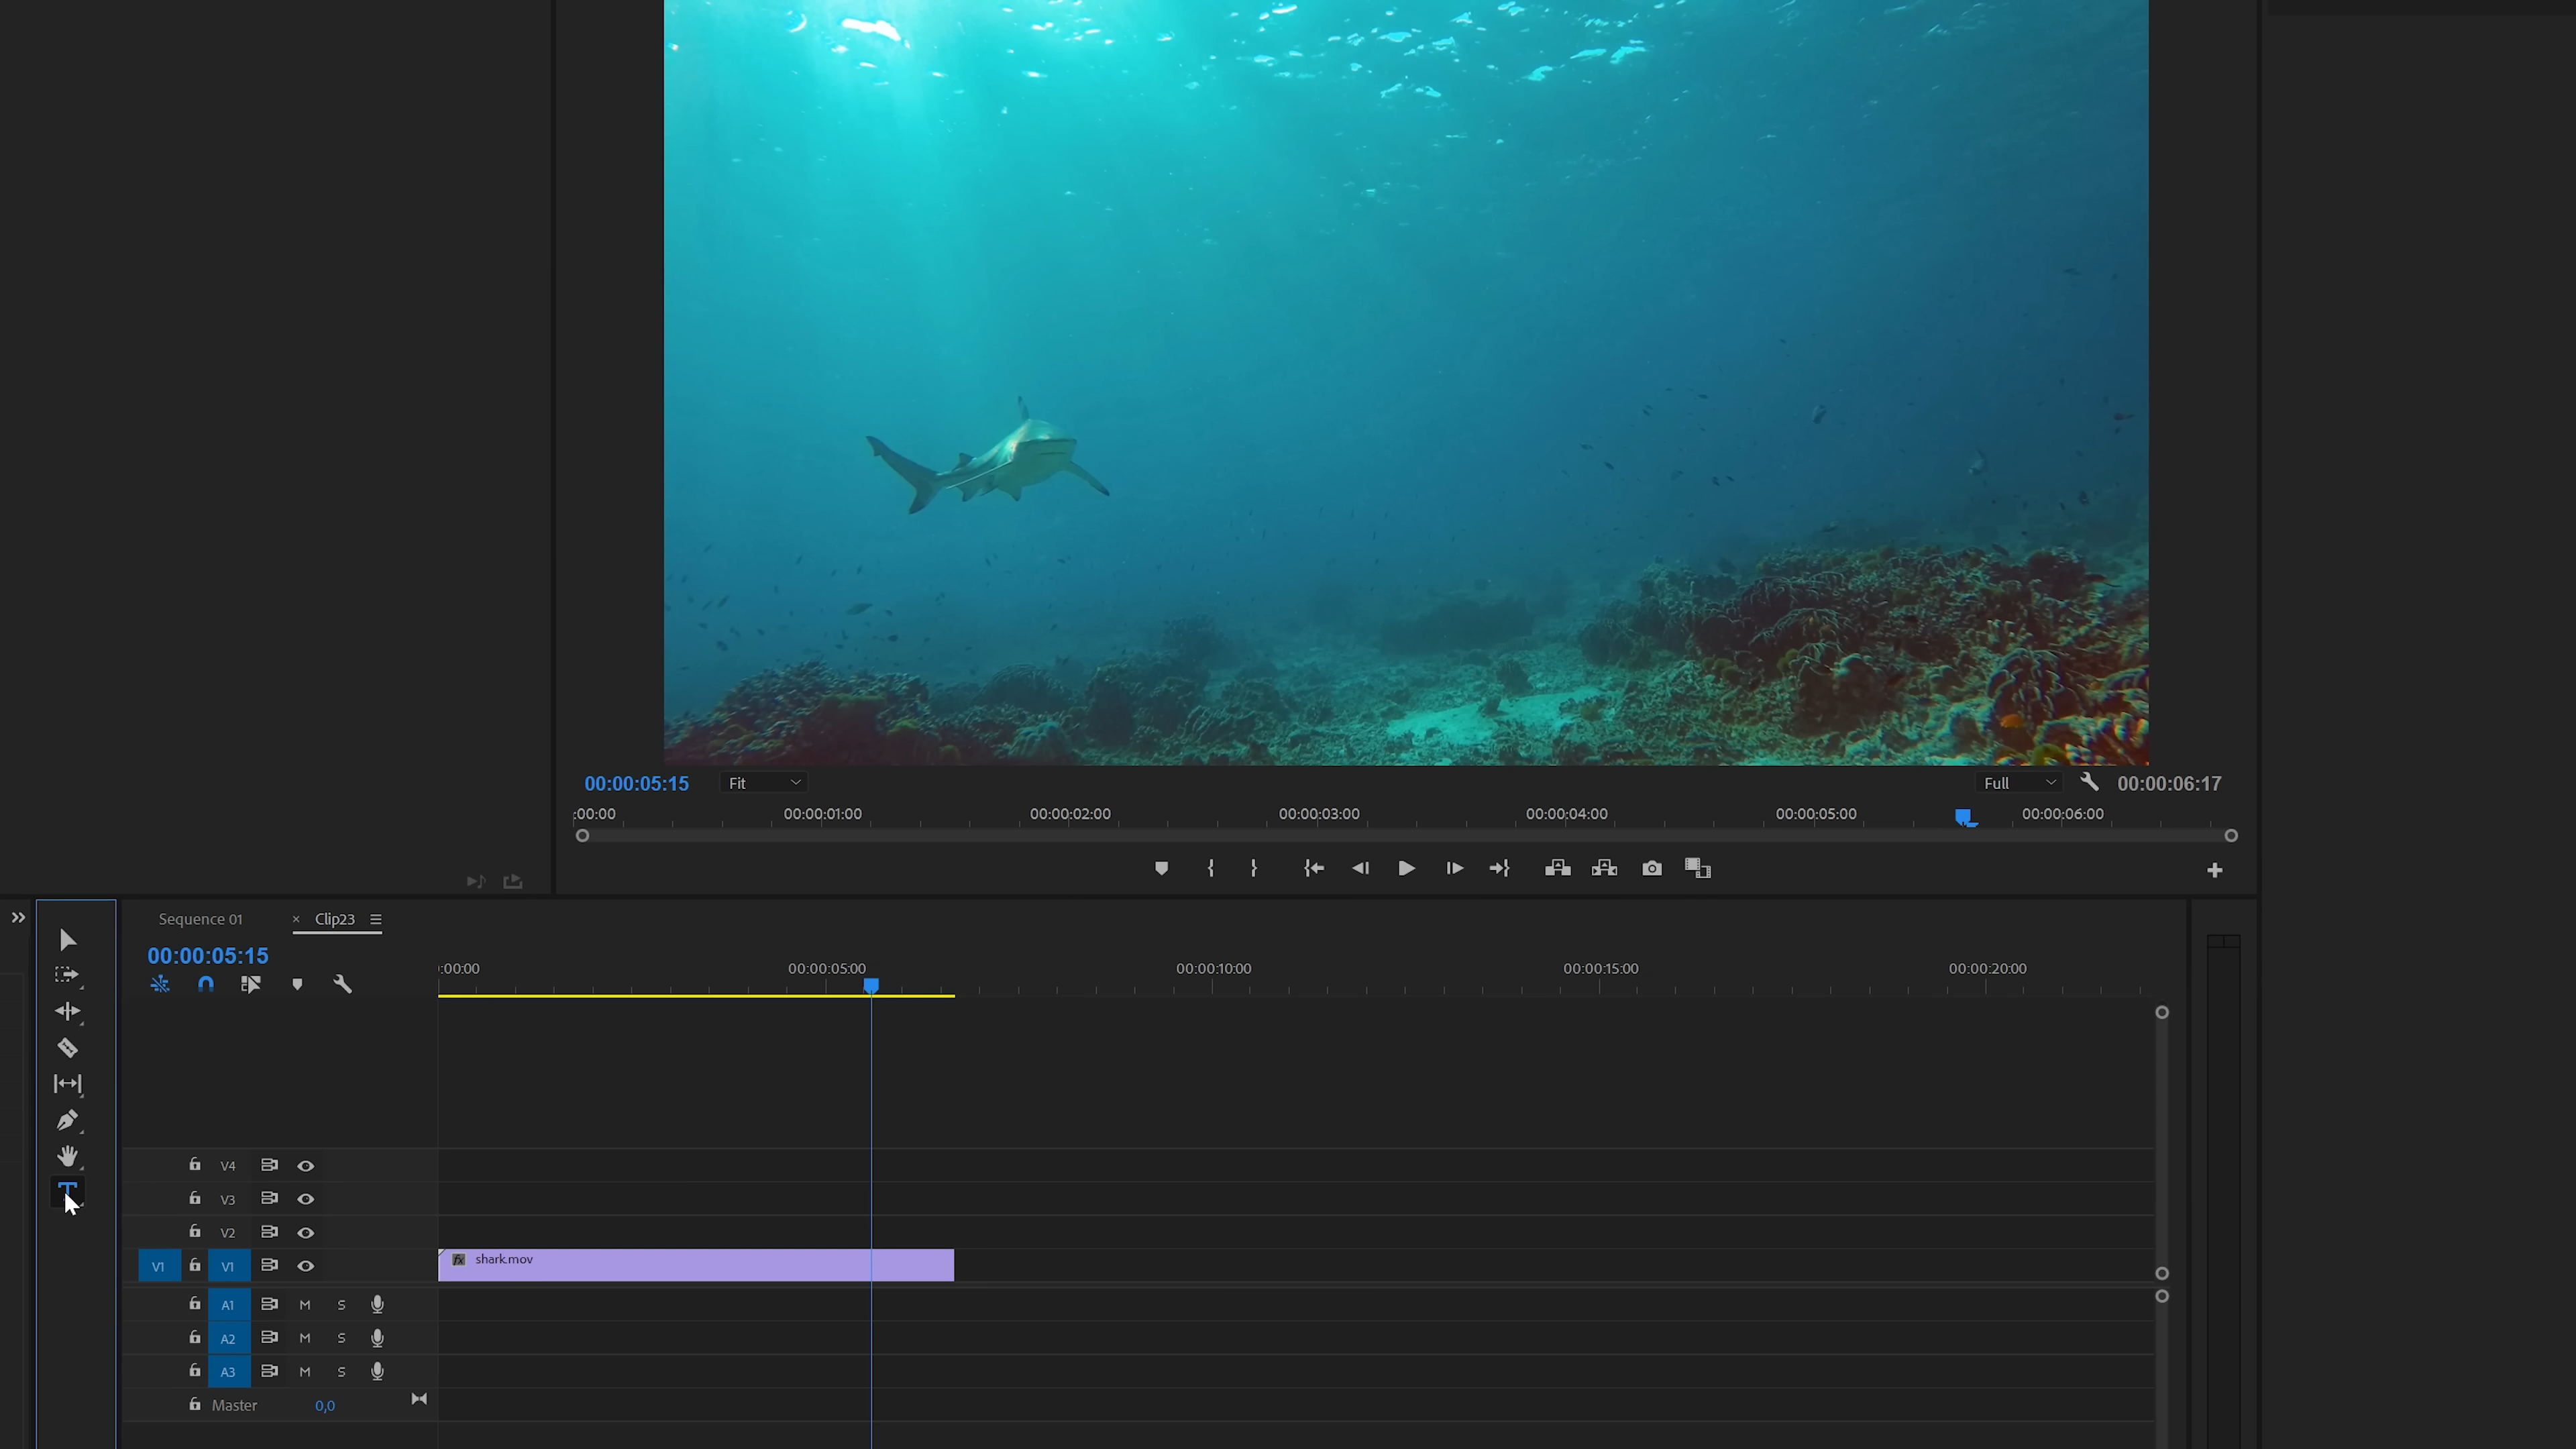 00:00:05:15 Fit Full 00:00:06:17
:00:00 00:00:01:00 00:00:02:00 00:00:03:00 00:00:04:00 00:00:05:00 00:00:06:00
Sequence 01 × Clip23
00:00:05:15
:00:00 00:00:05:00 00:00:10:00 00:00:15:00 00:00:20:00
V4
V3
V2
V1 V1 fx shark.mov
A1 M S
A2 M S
A3 M S
Master 0,0